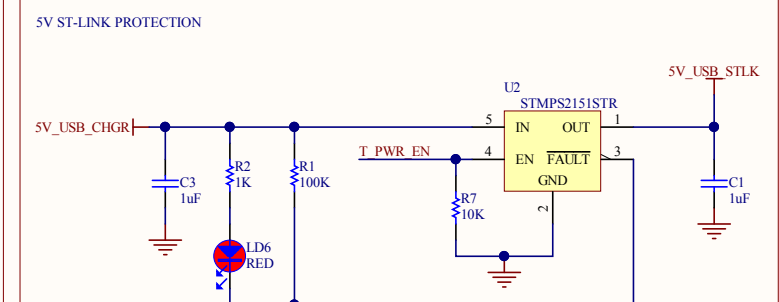 5V ST-LINK PROTECTION
5V_USB_STLK
U2
STMPS2151STR
5V_USB_CHGR
5 IN OUT 1
T_PWR_EN
4 EN FAULT 3
GND
2
R2
1K
R1
100K
C3
1uF
R7
10K
C1
1uF
LD6
RED